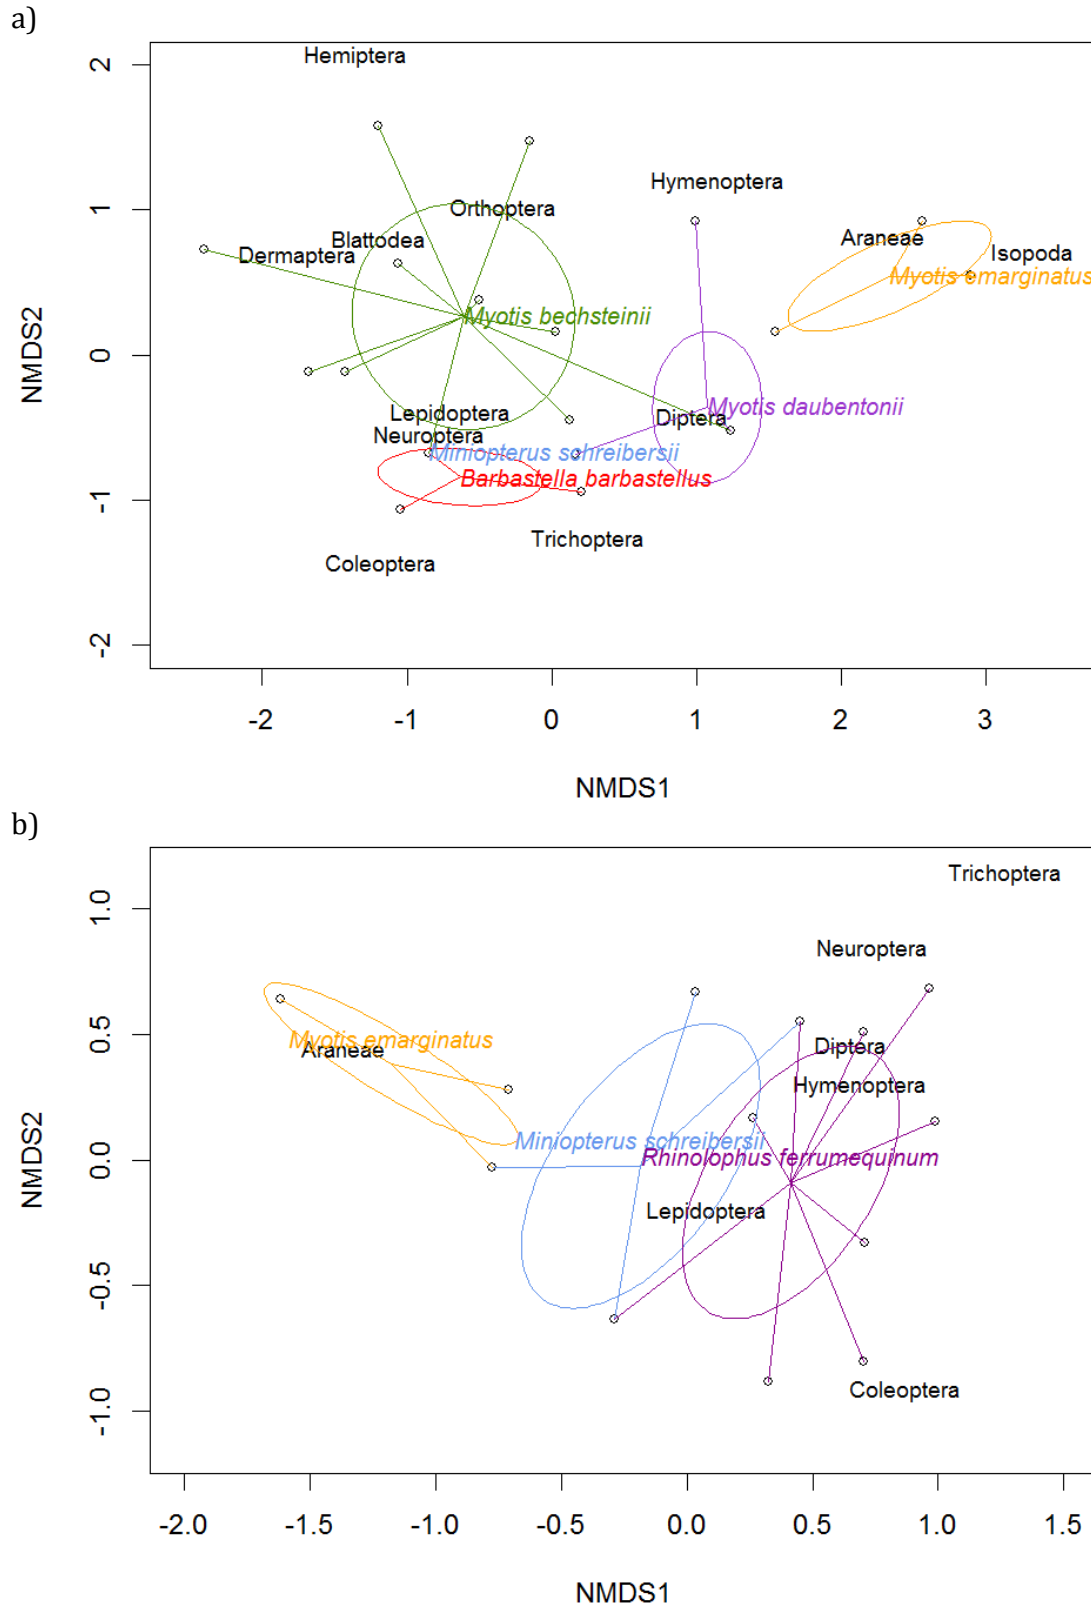 a)
Hemiptera
Hymenoptera
Orthoptera
Blattodea
Araneae
Dermaptera
Isopoda
Myotis emarginatus
Myotis bechsteinii
Lepidoptera
Myotis daubentonii
Diptera
Neuroptera
Miniopterus schreibersii
Barbastella barbastellus
Trichoptera
Coleoptera
NMDS2
2
1
0
-1
-2
-2
-1
0
1
2
3
NMDS1
b)
Trichoptera
Neuroptera
Myotis emarginatus
Araneae
Diptera
Hymenoptera
Miniopterus schreibersii
Rhinolophus ferrumequinum
Lepidoptera
Coleoptera
NMDS2
1.0
0.5
0.0
-0.5
-1.0
-2.0
-1.5
-1.0
-0.5
0.0
0.5
1.0
1.5
NMDS1